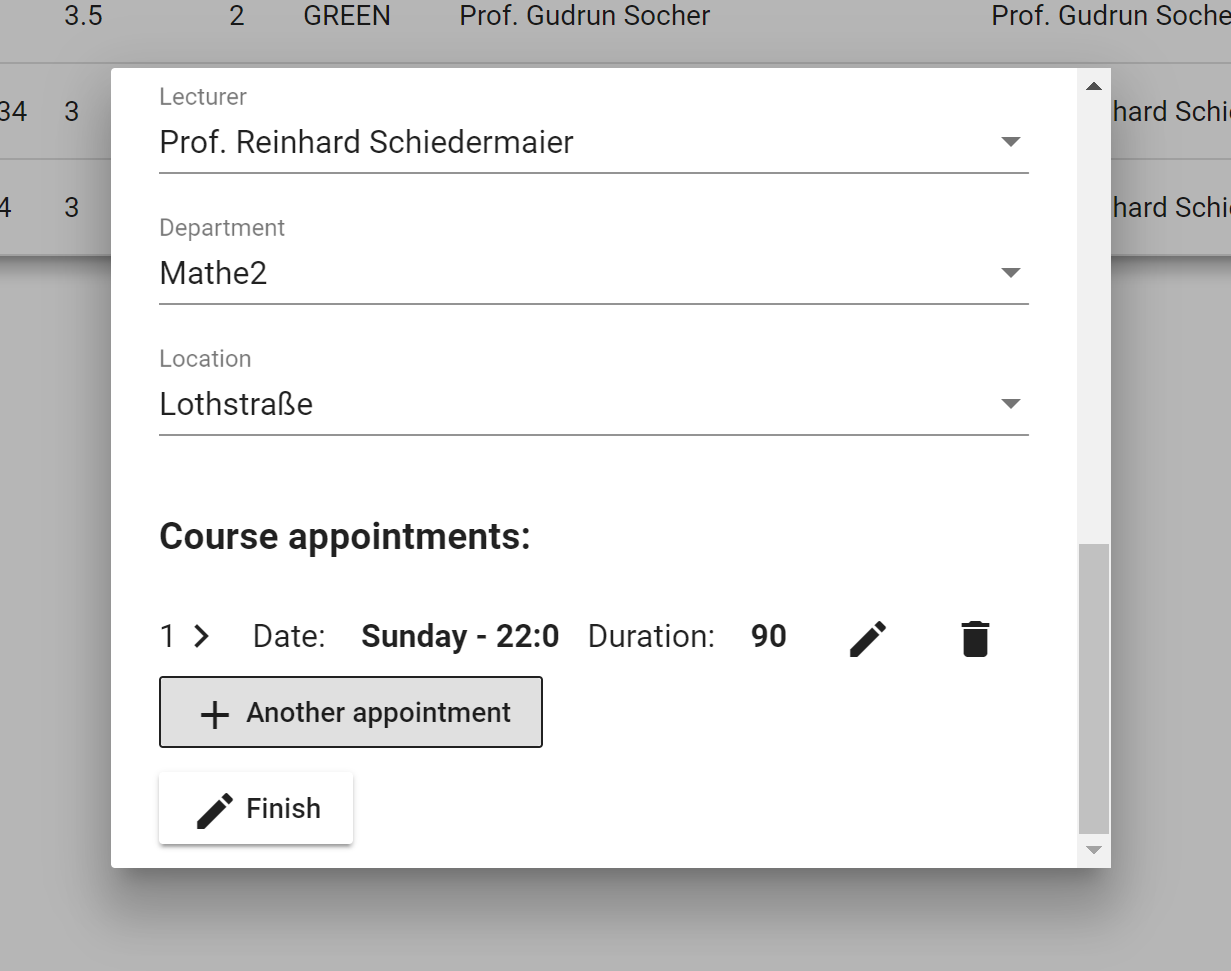 3.5 2 GREEN Prof. Gudrun Socher Prof. Gudrun Soche
34 3 hard Schi
4 3 hard Schi
Lecturer
Prof. Reinhard Schiedermaier
Department
Mathe2
Location
Lothstraße
Course appointments:
1 Date: Sunday - 22:0 Duration: 90
Another appointment
Finish